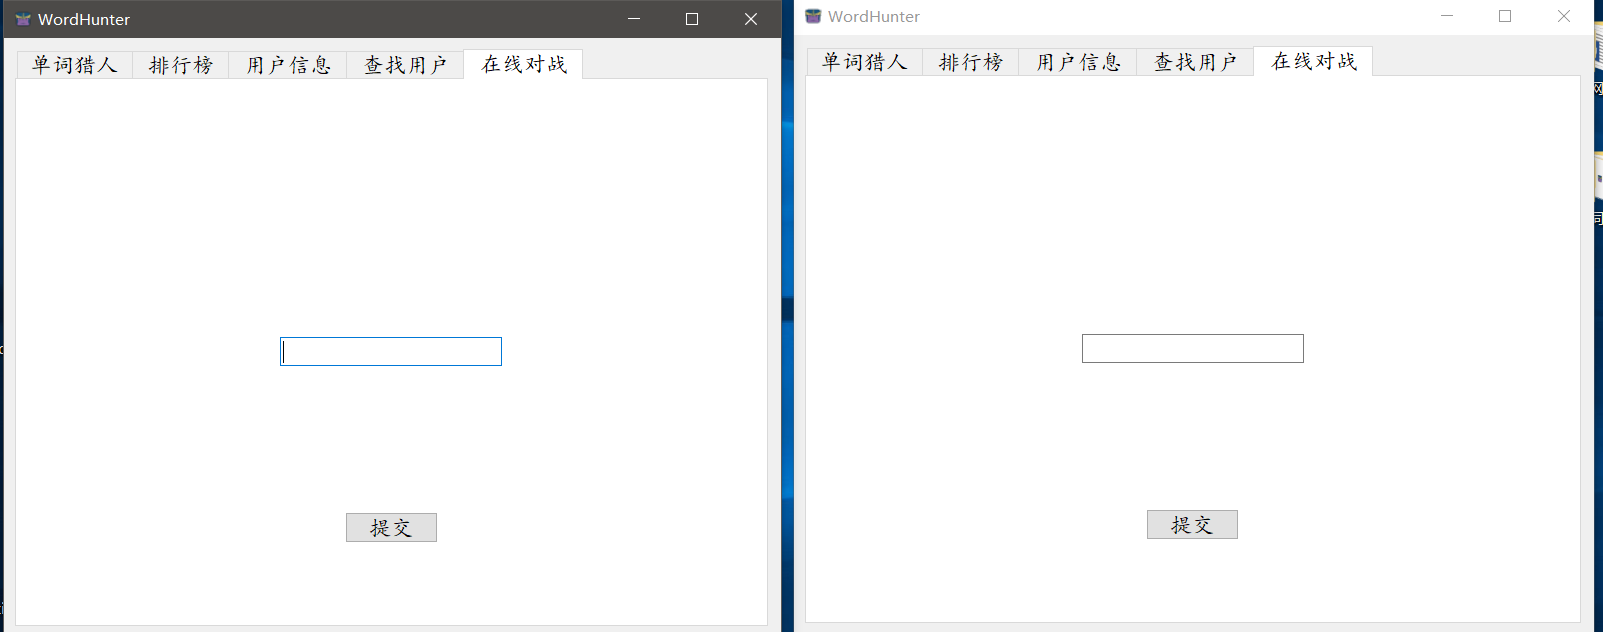 WordHunter
单词猎人 排行榜 用户信息 查找用户 在线对战
提交
WordHunter
单词猎人 排行榜 用户信息 查找用户 在线对战
提交